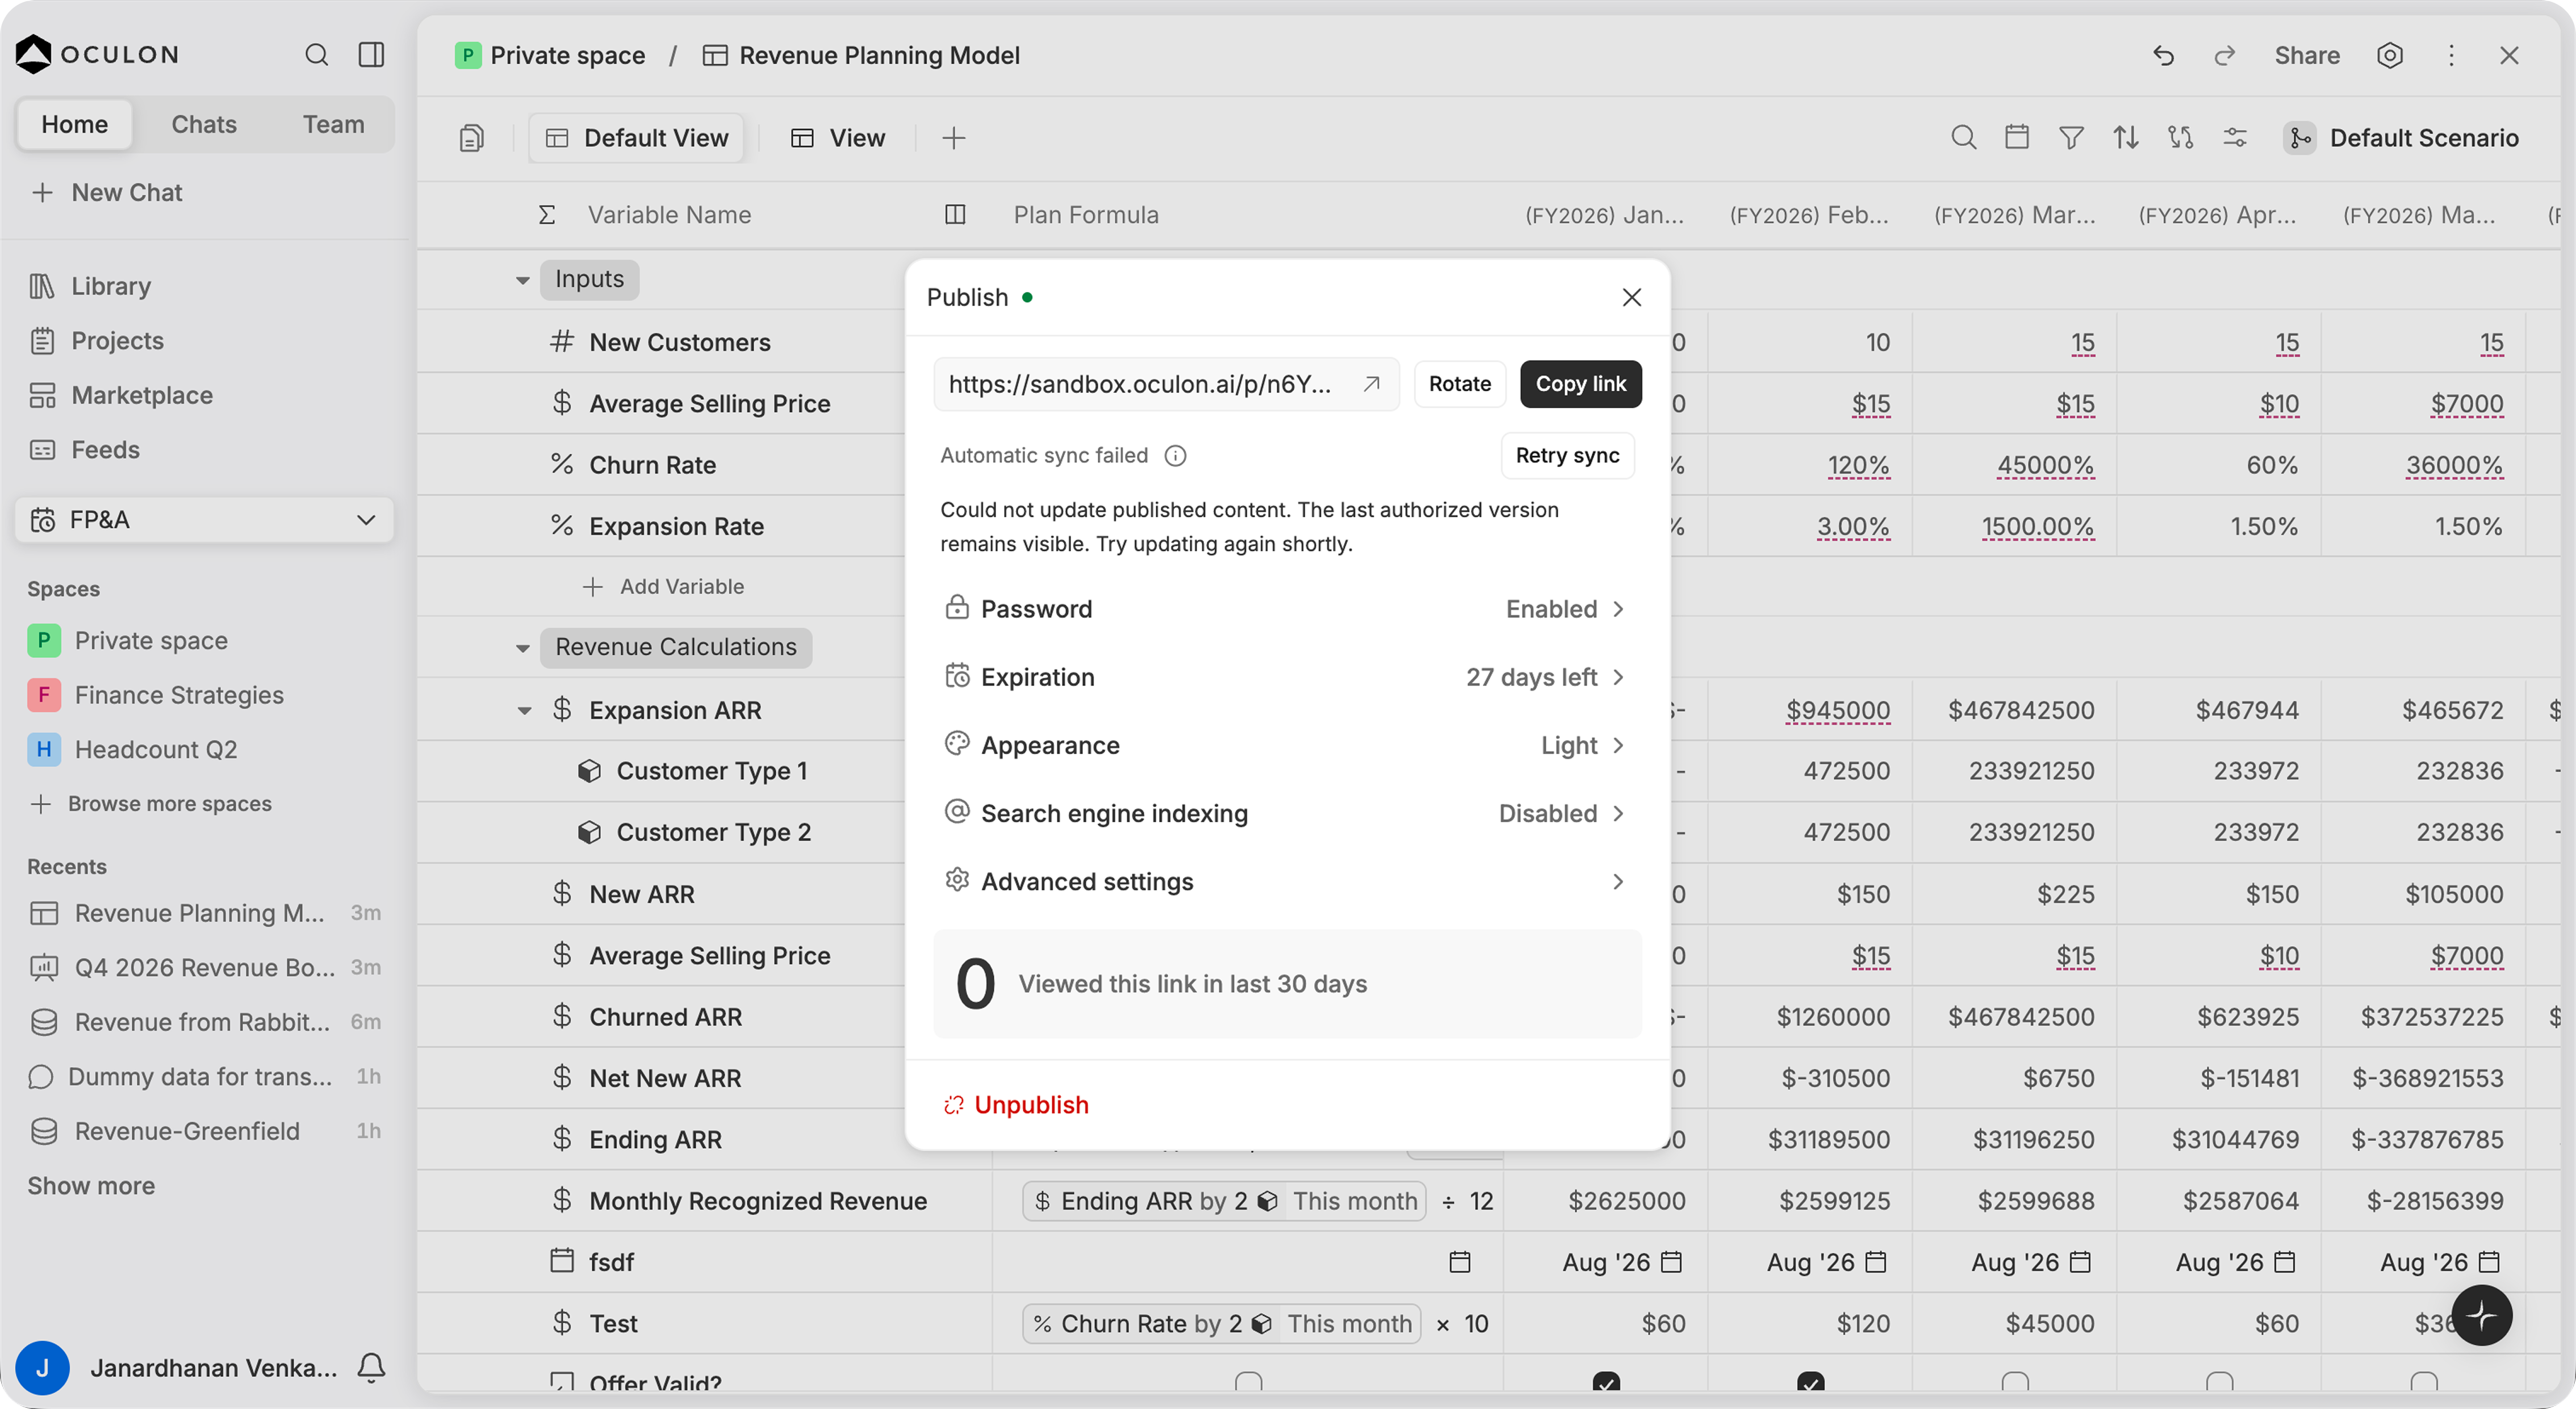 OCULON
Home Chats Team
New Chat
Library
Projects
Marketplace
Feeds
FP&A
Spaces
P Private space
F Finance Strategies
H Headcount Q2
Browse more spaces
Recents
Revenue Planning M... 3m
Q4 2026 Revenue Bo... 3m
Revenue from Rabbit... 6m
Dummy data for trans... 1h
Revenue-Greenfield 1h
Show more
J Janardhanan Venka...
P Private space / Revenue Planning Model
Share
Default View View
Default Scenario
Σ Variable Name Plan Formula (FY2026) Jan... (FY2026) Feb... (FY2026) Mar... (FY2026) Apr... (FY2026) Ma...
Inputs
# New Customers 0 10 15 15 15
$ Average Selling Price 0 $15 $15 $10 $7000
% Churn Rate % 120% 45000% 60% 36000%
% Expansion Rate % 3.00% 1500.00% 1.50% 1.50%
Add Variable
Revenue Calculations
$ Expansion ARR - $945000 $467842500 $467944 $465672 $
Customer Type 1 - 472500 233921250 233972 232836 -
Customer Type 2 - 472500 233921250 233972 232836 -
$ New ARR 0 $150 $225 $150 $105000
$ Average Selling Price 0 $15 $15 $10 $7000
$ Churned ARR - $1260000 $467842500 $623925 $372537225 $
$ Net New ARR 0 $-310500 $6750 $-151481 $-368921553
$ Ending ARR 0 $31189500 $31196250 $31044769 $-337876785
$ Monthly Recognized Revenue $ Ending ARR by 2 This month ÷ 12 $2625000 $2599125 $2599688 $2587064 $-28156399
fsdf Aug '26 Aug '26 Aug '26 Aug '26 Aug '26
$ Test % Churn Rate by 2 This month × 10 $60 $120 $45000 $60 $36
Offer Valid?
Publish
https://sandbox.oculon.ai/p/n6Y... Rotate Copy link
Automatic sync failed Retry sync
Could not update published content. The last authorized version
remains visible. Try updating again shortly.
Password Enabled
Expiration 27 days left
Appearance Light
Search engine indexing Disabled
Advanced settings
0 Viewed this link in last 30 days
Unpublish